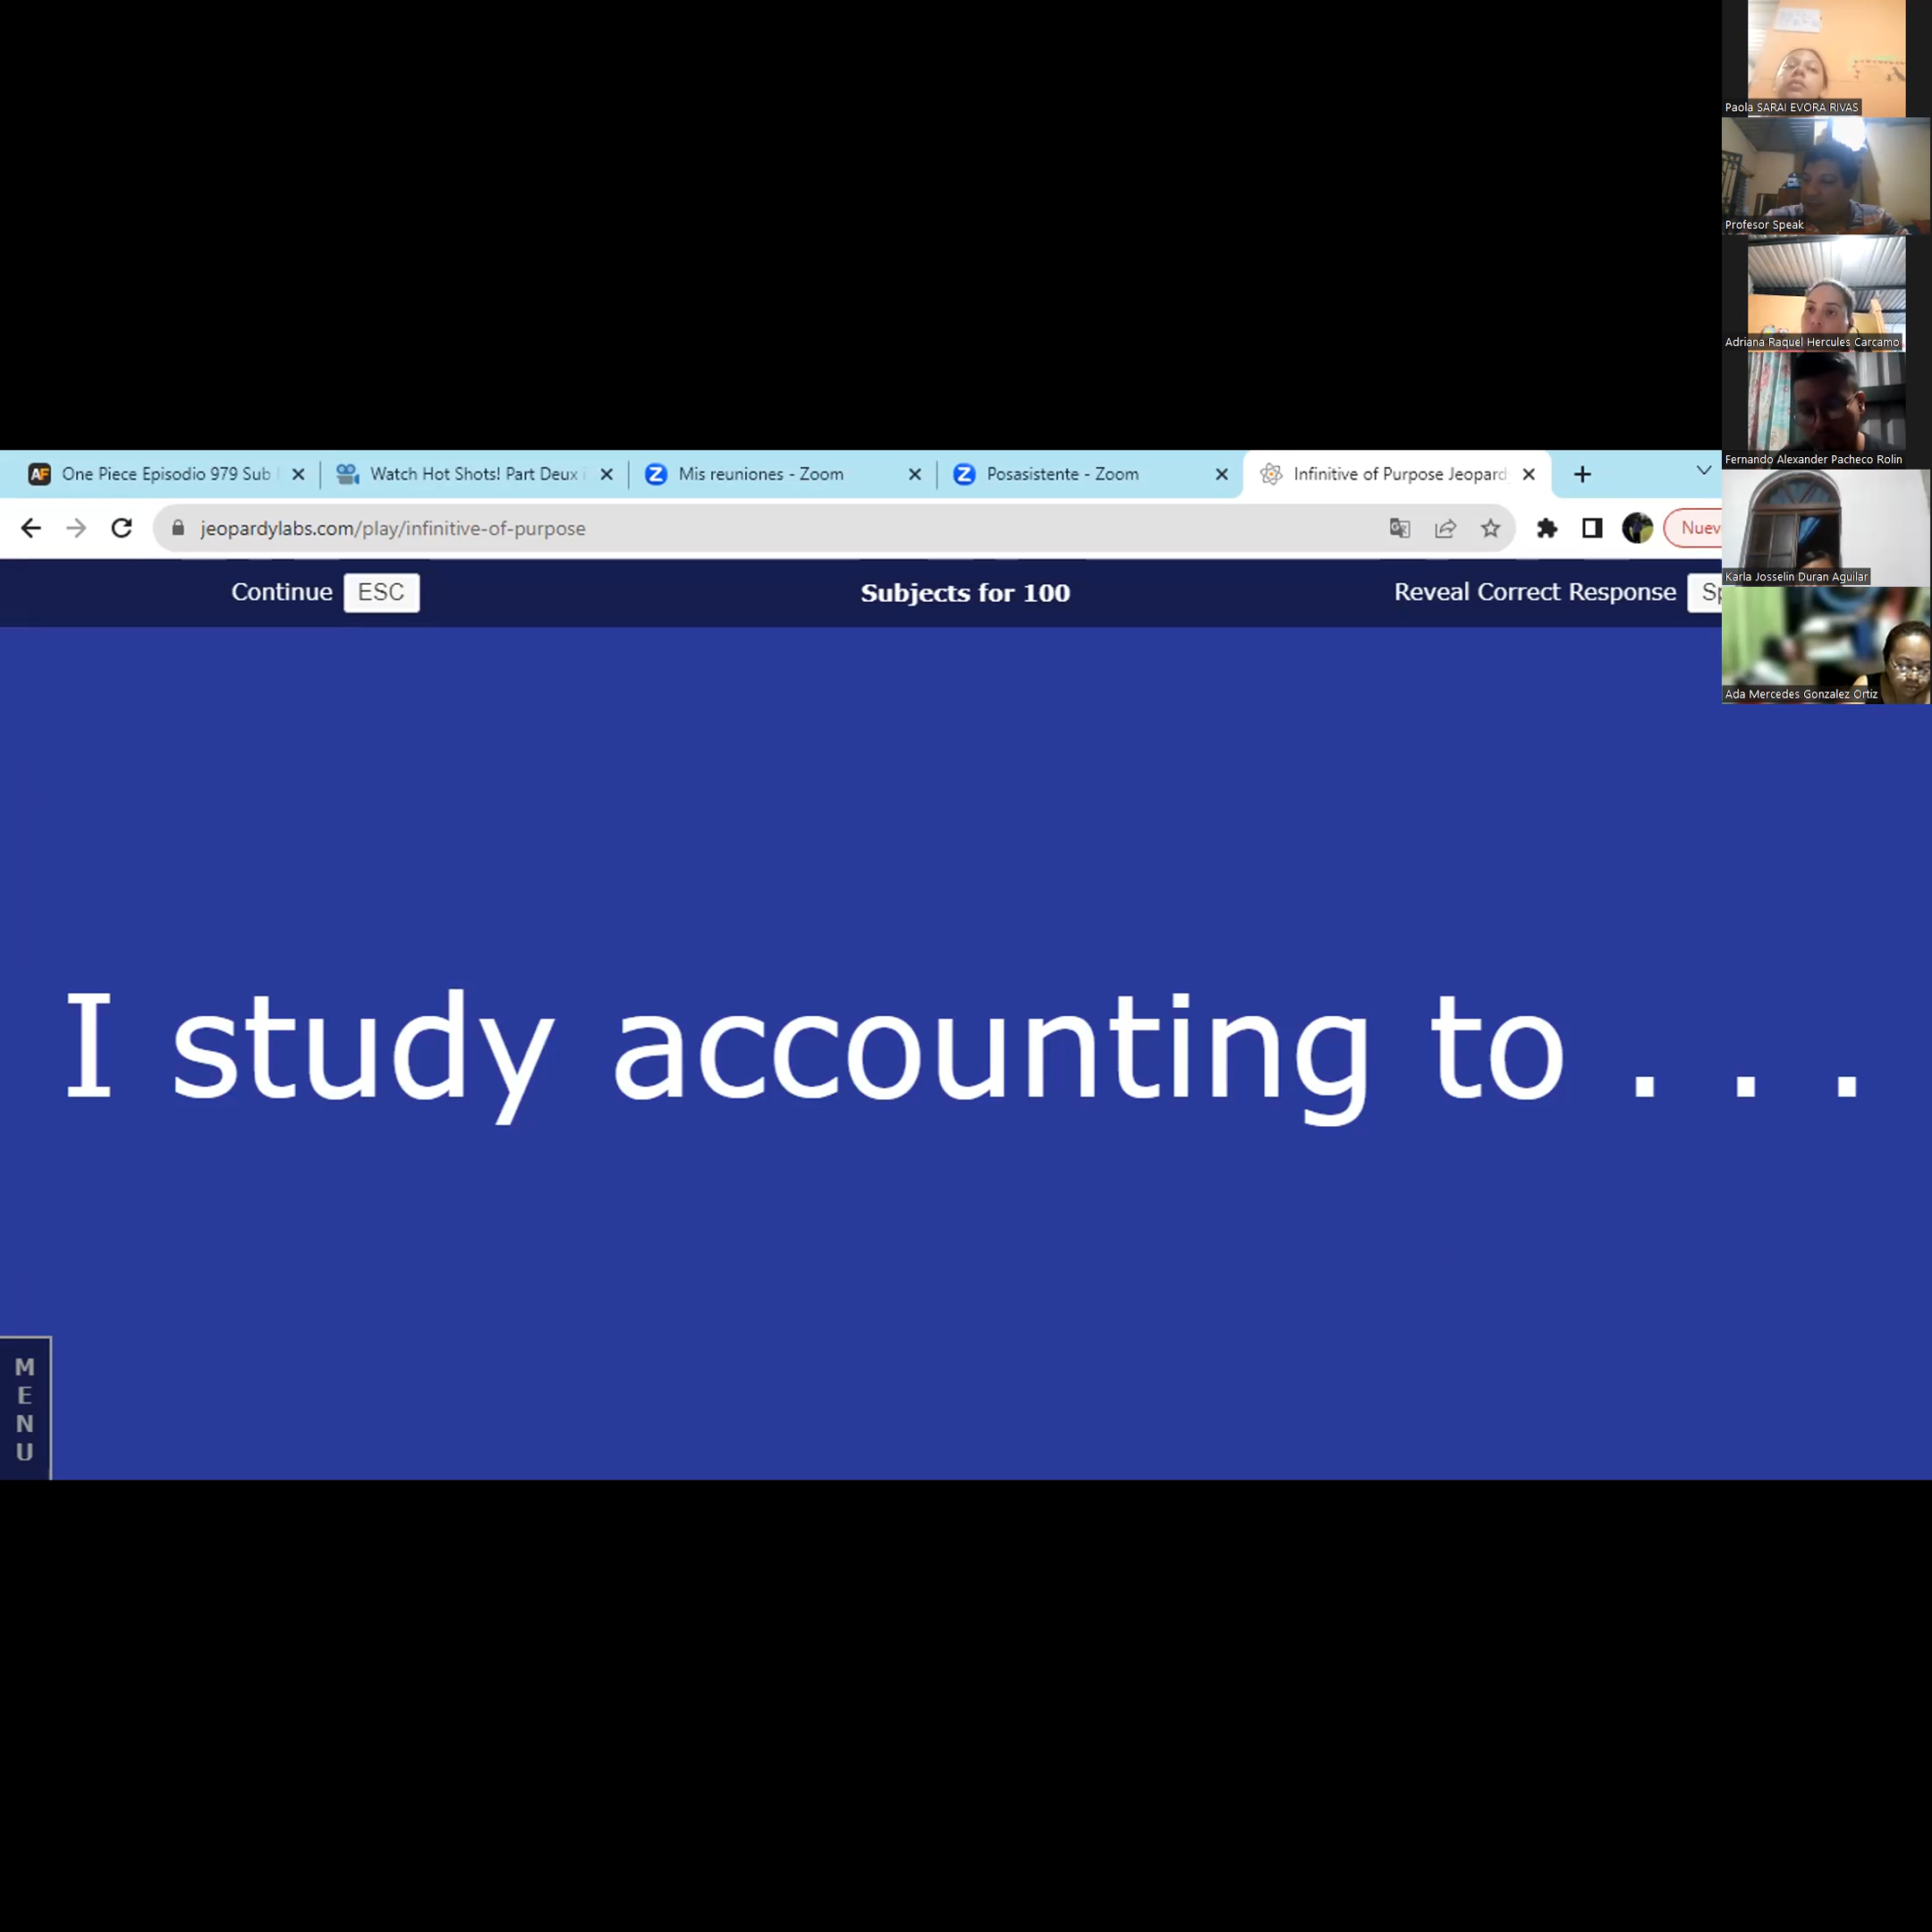 Paola SARAI EVORA RIVAS
Profesor Speak
Adriana Raquel Hercules Carcamo
Fernando Alexander Pacheco Rolin
Karla Josselin Duran Aguilar
Ada Mercedes Gonzalez Ortiz
AF One Piece Episodio 979 Sub
Watch Hot Shots! Part Deux
Z Mis reuniones - Zoom
Z Posasistente - Zoom
Infinitive of Purpose Jeopard
jeopardylabs.com/play/infinitive-of-purpose
Nuev
Continue ESC
Subjects for 100
Reveal Correct Response Sp
I study accounting to . . .
MENU